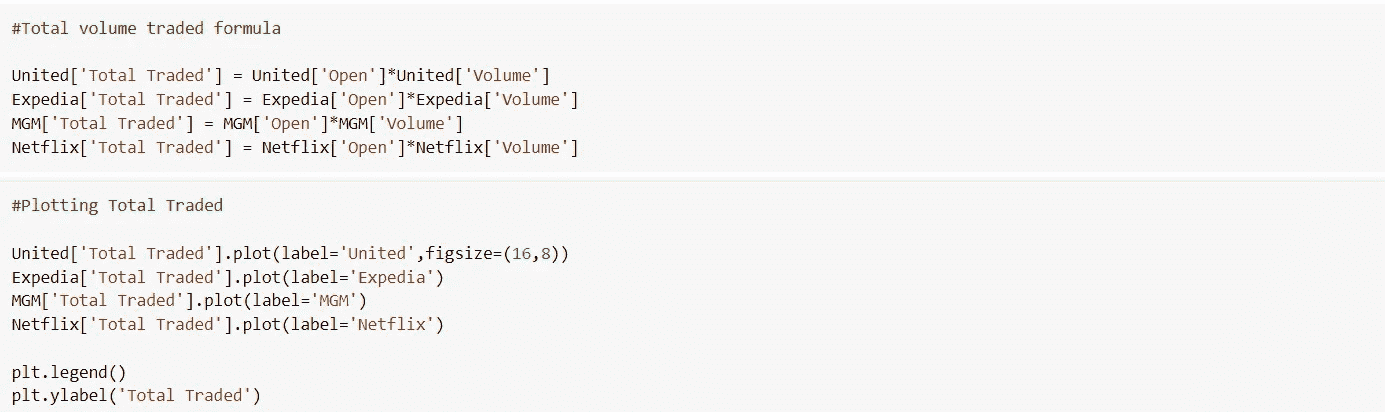 #Total volume traded formula
United['Total Traded'] = United['Open']*United['Volume']
Expedia['Total Traded'] = Expedia['Open']*Expedia['Volume']
MGM['Total Traded'] = MGM['Open']*MGM['Volume']
Netflix['Total Traded'] = Netflix['Open']*Netflix['Volume']
#Plotting Total Traded
United['Total Traded'].plot(label='United',figsize=(16,8))
Expedia['Total Traded'].plot(label='Expedia')
MGM['Total Traded'].plot(label='MGM')
Netflix['Total Traded'].plot(label='Netflix')
plt.legend()
plt.ylabel('Total Traded')